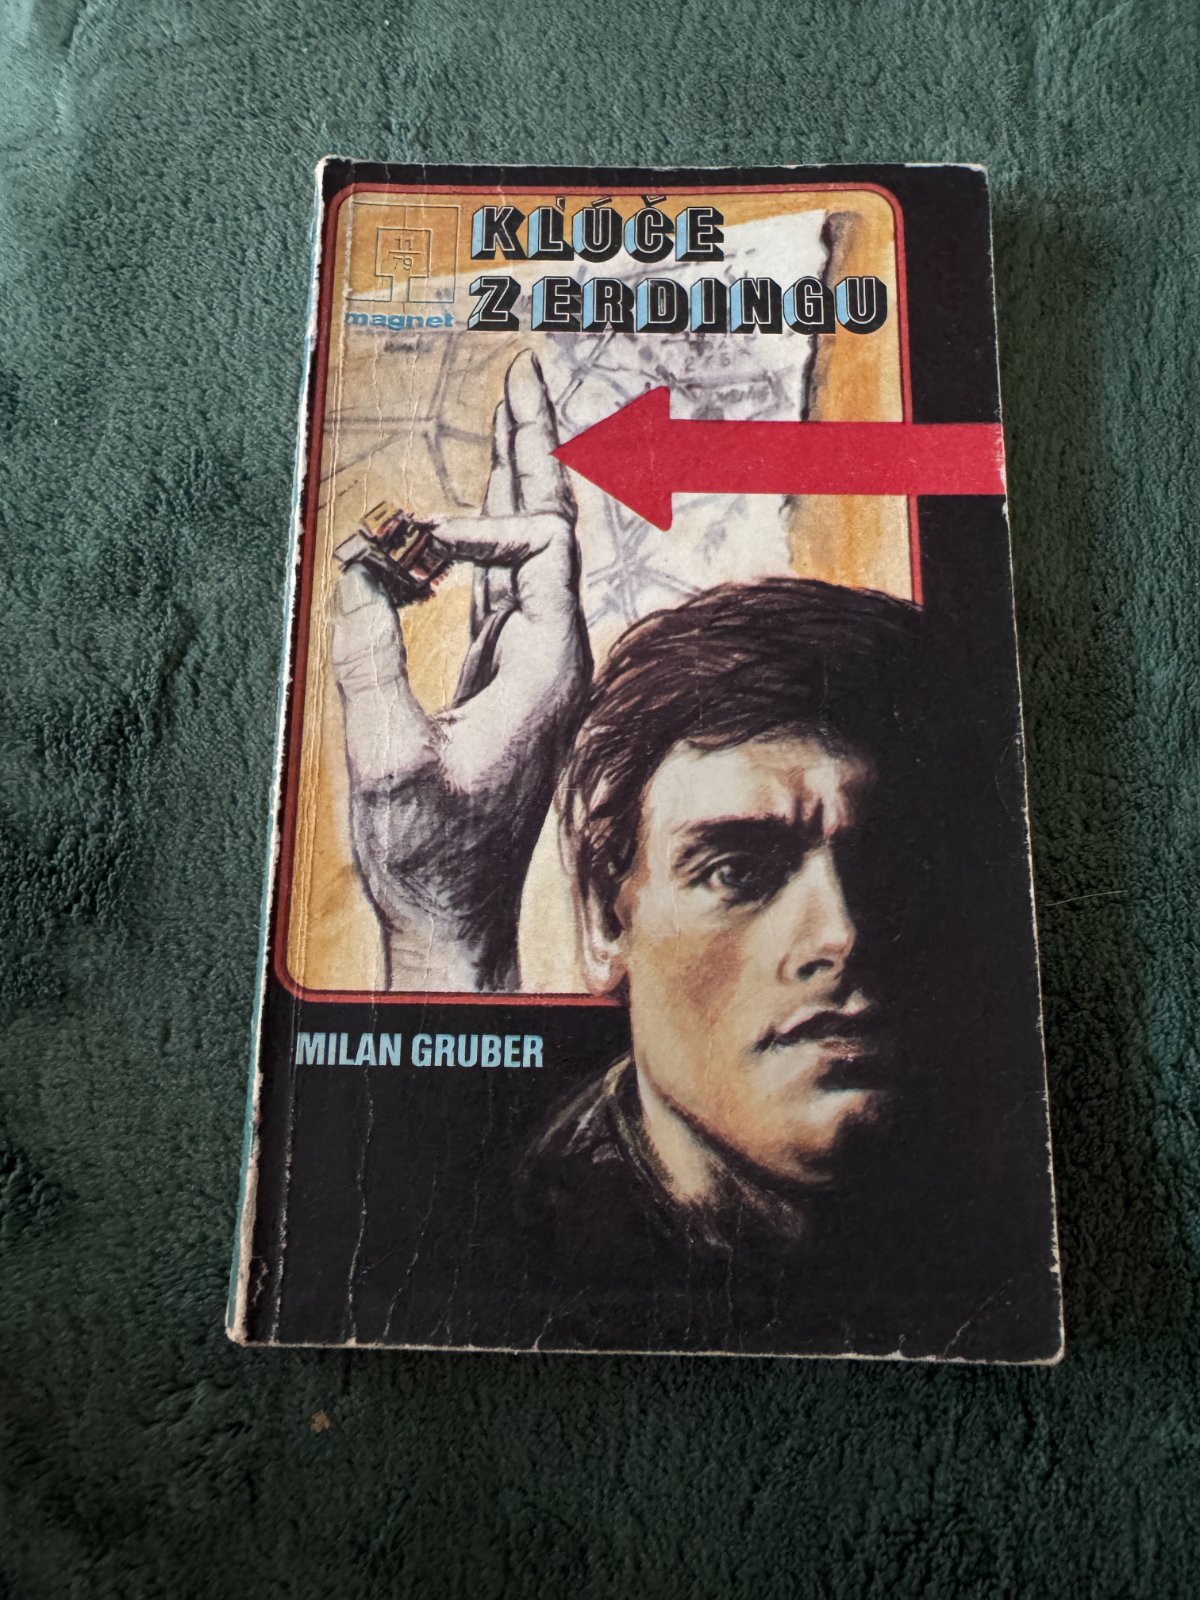 KĽÚČE
Z ERDINGU
11
79
magnet
MILAN GRUBER